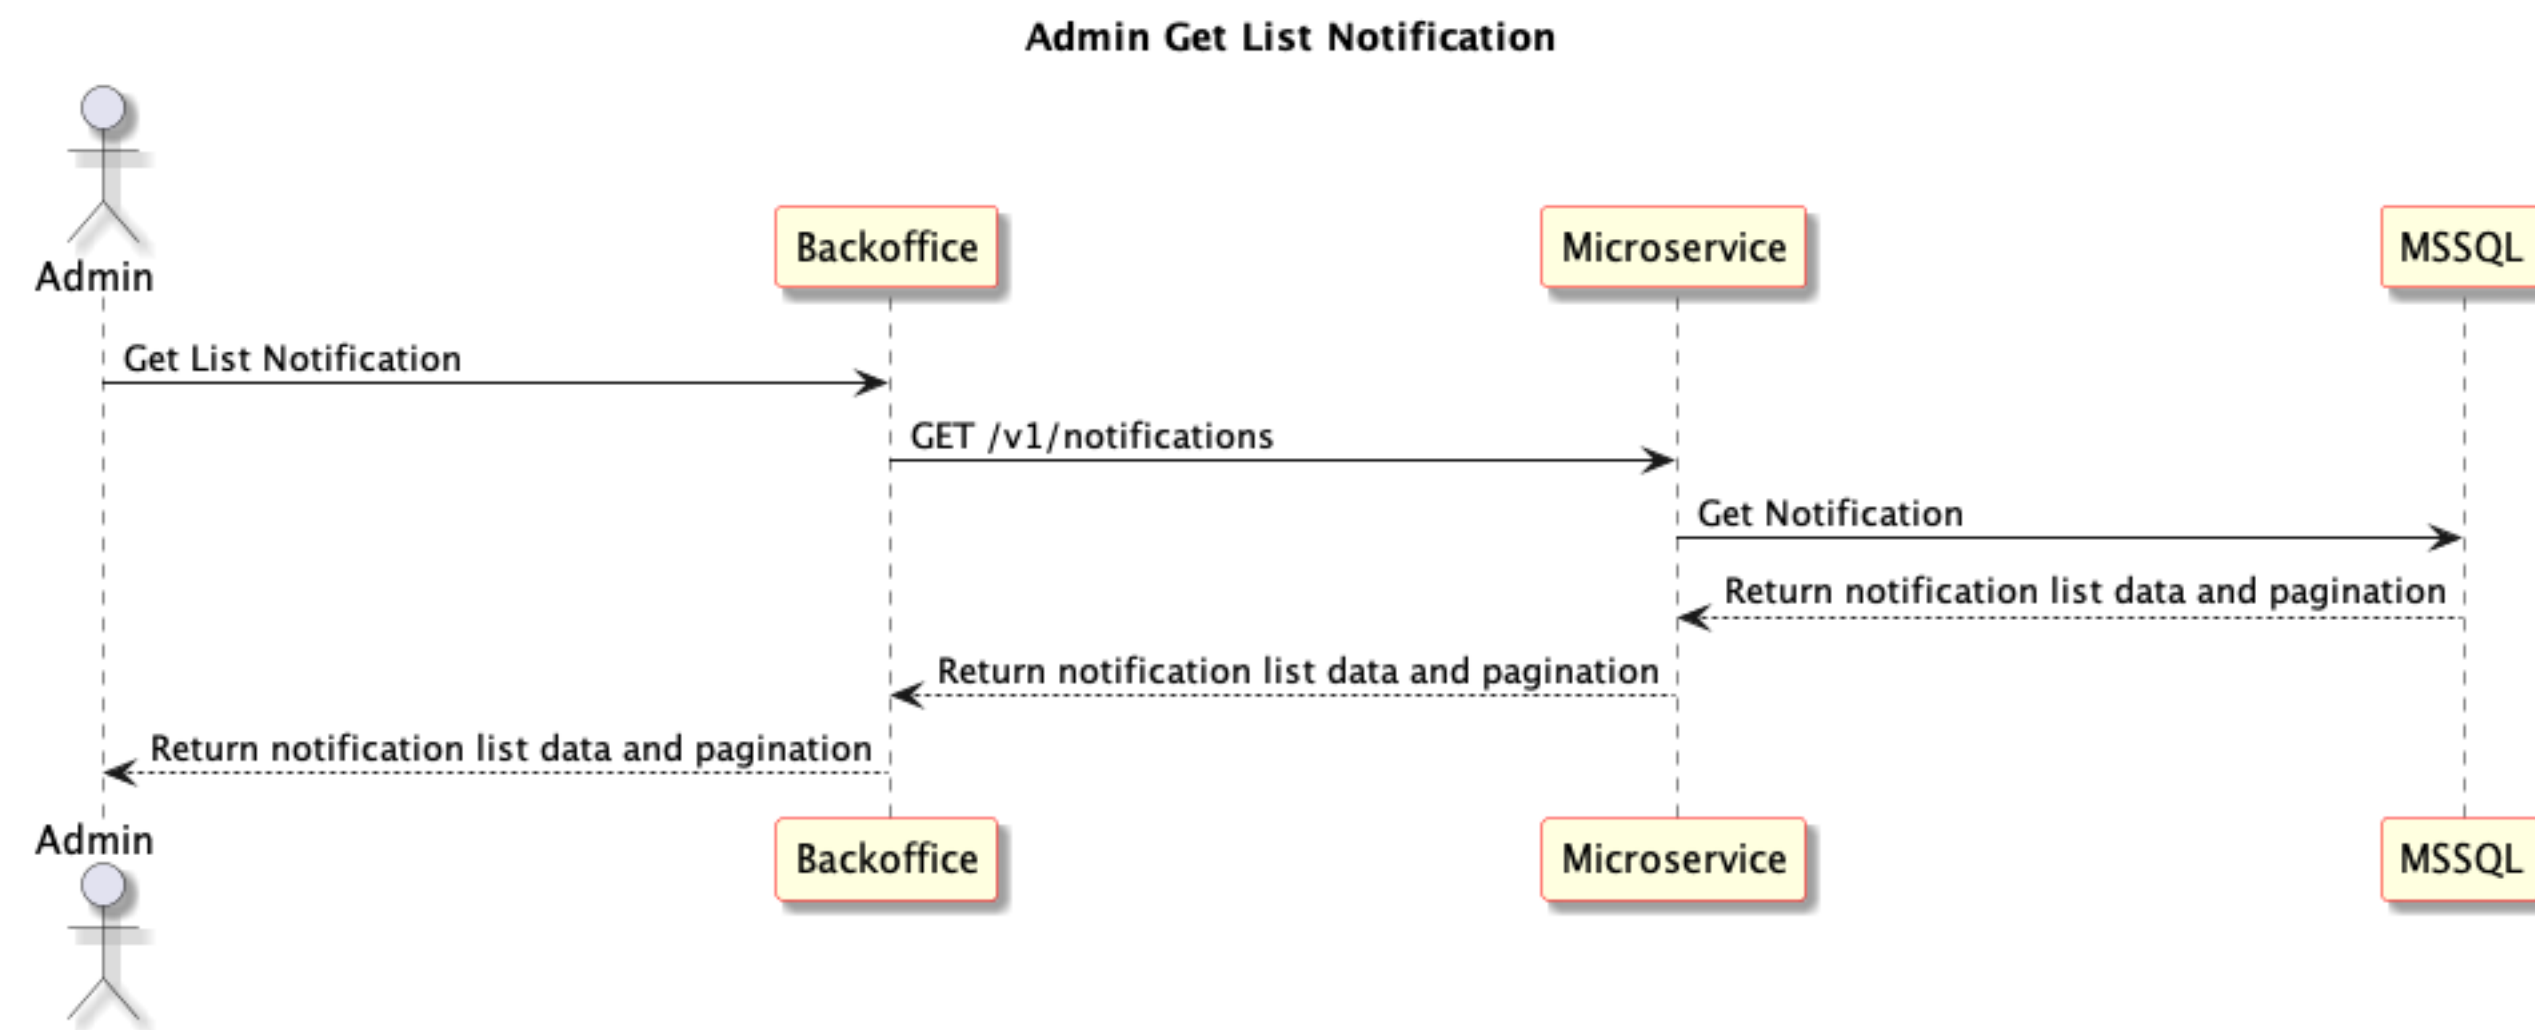 Admin Get List Notification
Admin
Backoffice
Microservice
MSSQL
Get List Notification
GET /v1/notifications
Get Notification
Return notification list data and pagination
Return notification list data and pagination
Return notification list data and pagination
Admin
Backoffice
Microservice
MSSQL